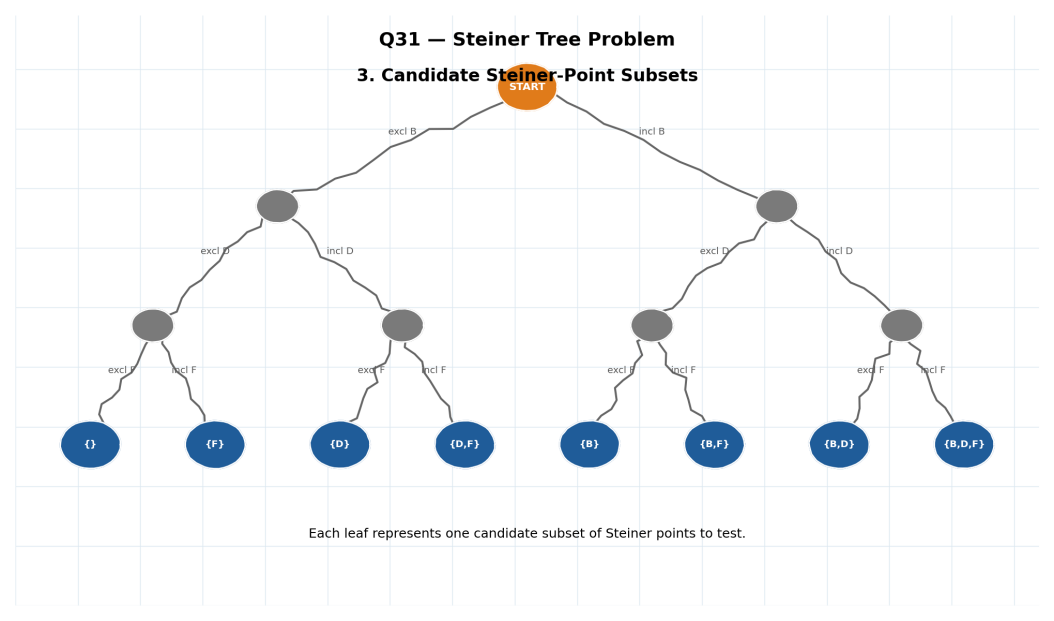 Q31 — Steiner Tree Problem
3. Candidate Steiner-Point Subsets
START
excl B incl B
excl D incl D excl D incl D
excl F incl F excl F incl F excl F incl F excl F incl F
{} {F} {D} {D,F} {B} {B,F} {B,D} {B,D,F}
Each leaf represents one candidate subset of Steiner points to test.